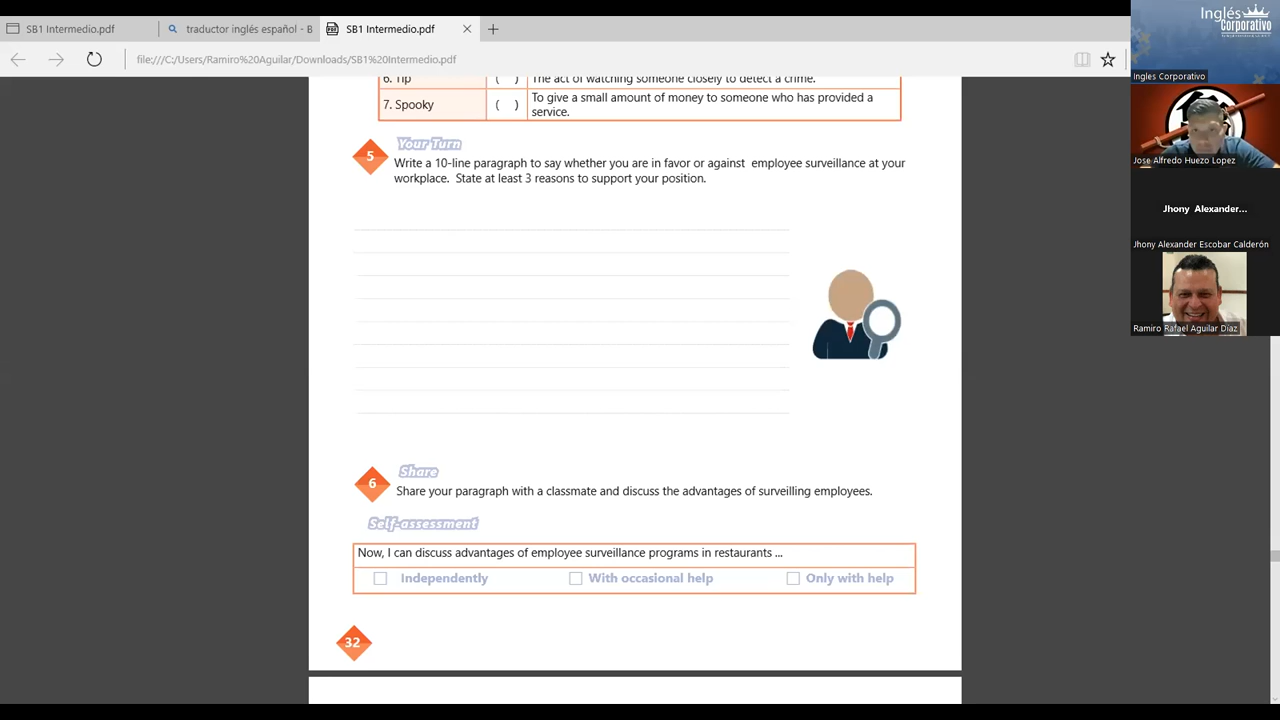 SB1 Intermedio.pdf
traductor inglés español - B
SB1 Intermedio.pdf
file:///C:/Users/Ramiro%20Aguilar/Downloads/SB1%20Intermedio.pdf
Inglés
Corporativo
Ingles Corporativo
Jose Alfredo Huezo Lopez
Jhony Alexander...
Jhony Alexander Escobar Calderón
Ramiro Rafael Aguilar Díaz
6. Tip ( ) The act of watching someone closely to detect a crime.
7. Spooky ( ) To give a small amount of money to someone who has provided a
service.
5 Your Turn
Write a 10-line paragraph to say whether you are in favor or against employee surveillance at your
workplace. State at least 3 reasons to support your position.
6 Share
Share your paragraph with a classmate and discuss the advantages of surveilling employees.
Self-assessment
Now, I can discuss advantages of employee surveillance programs in restaurants ...
Independently With occasional help Only with help
32